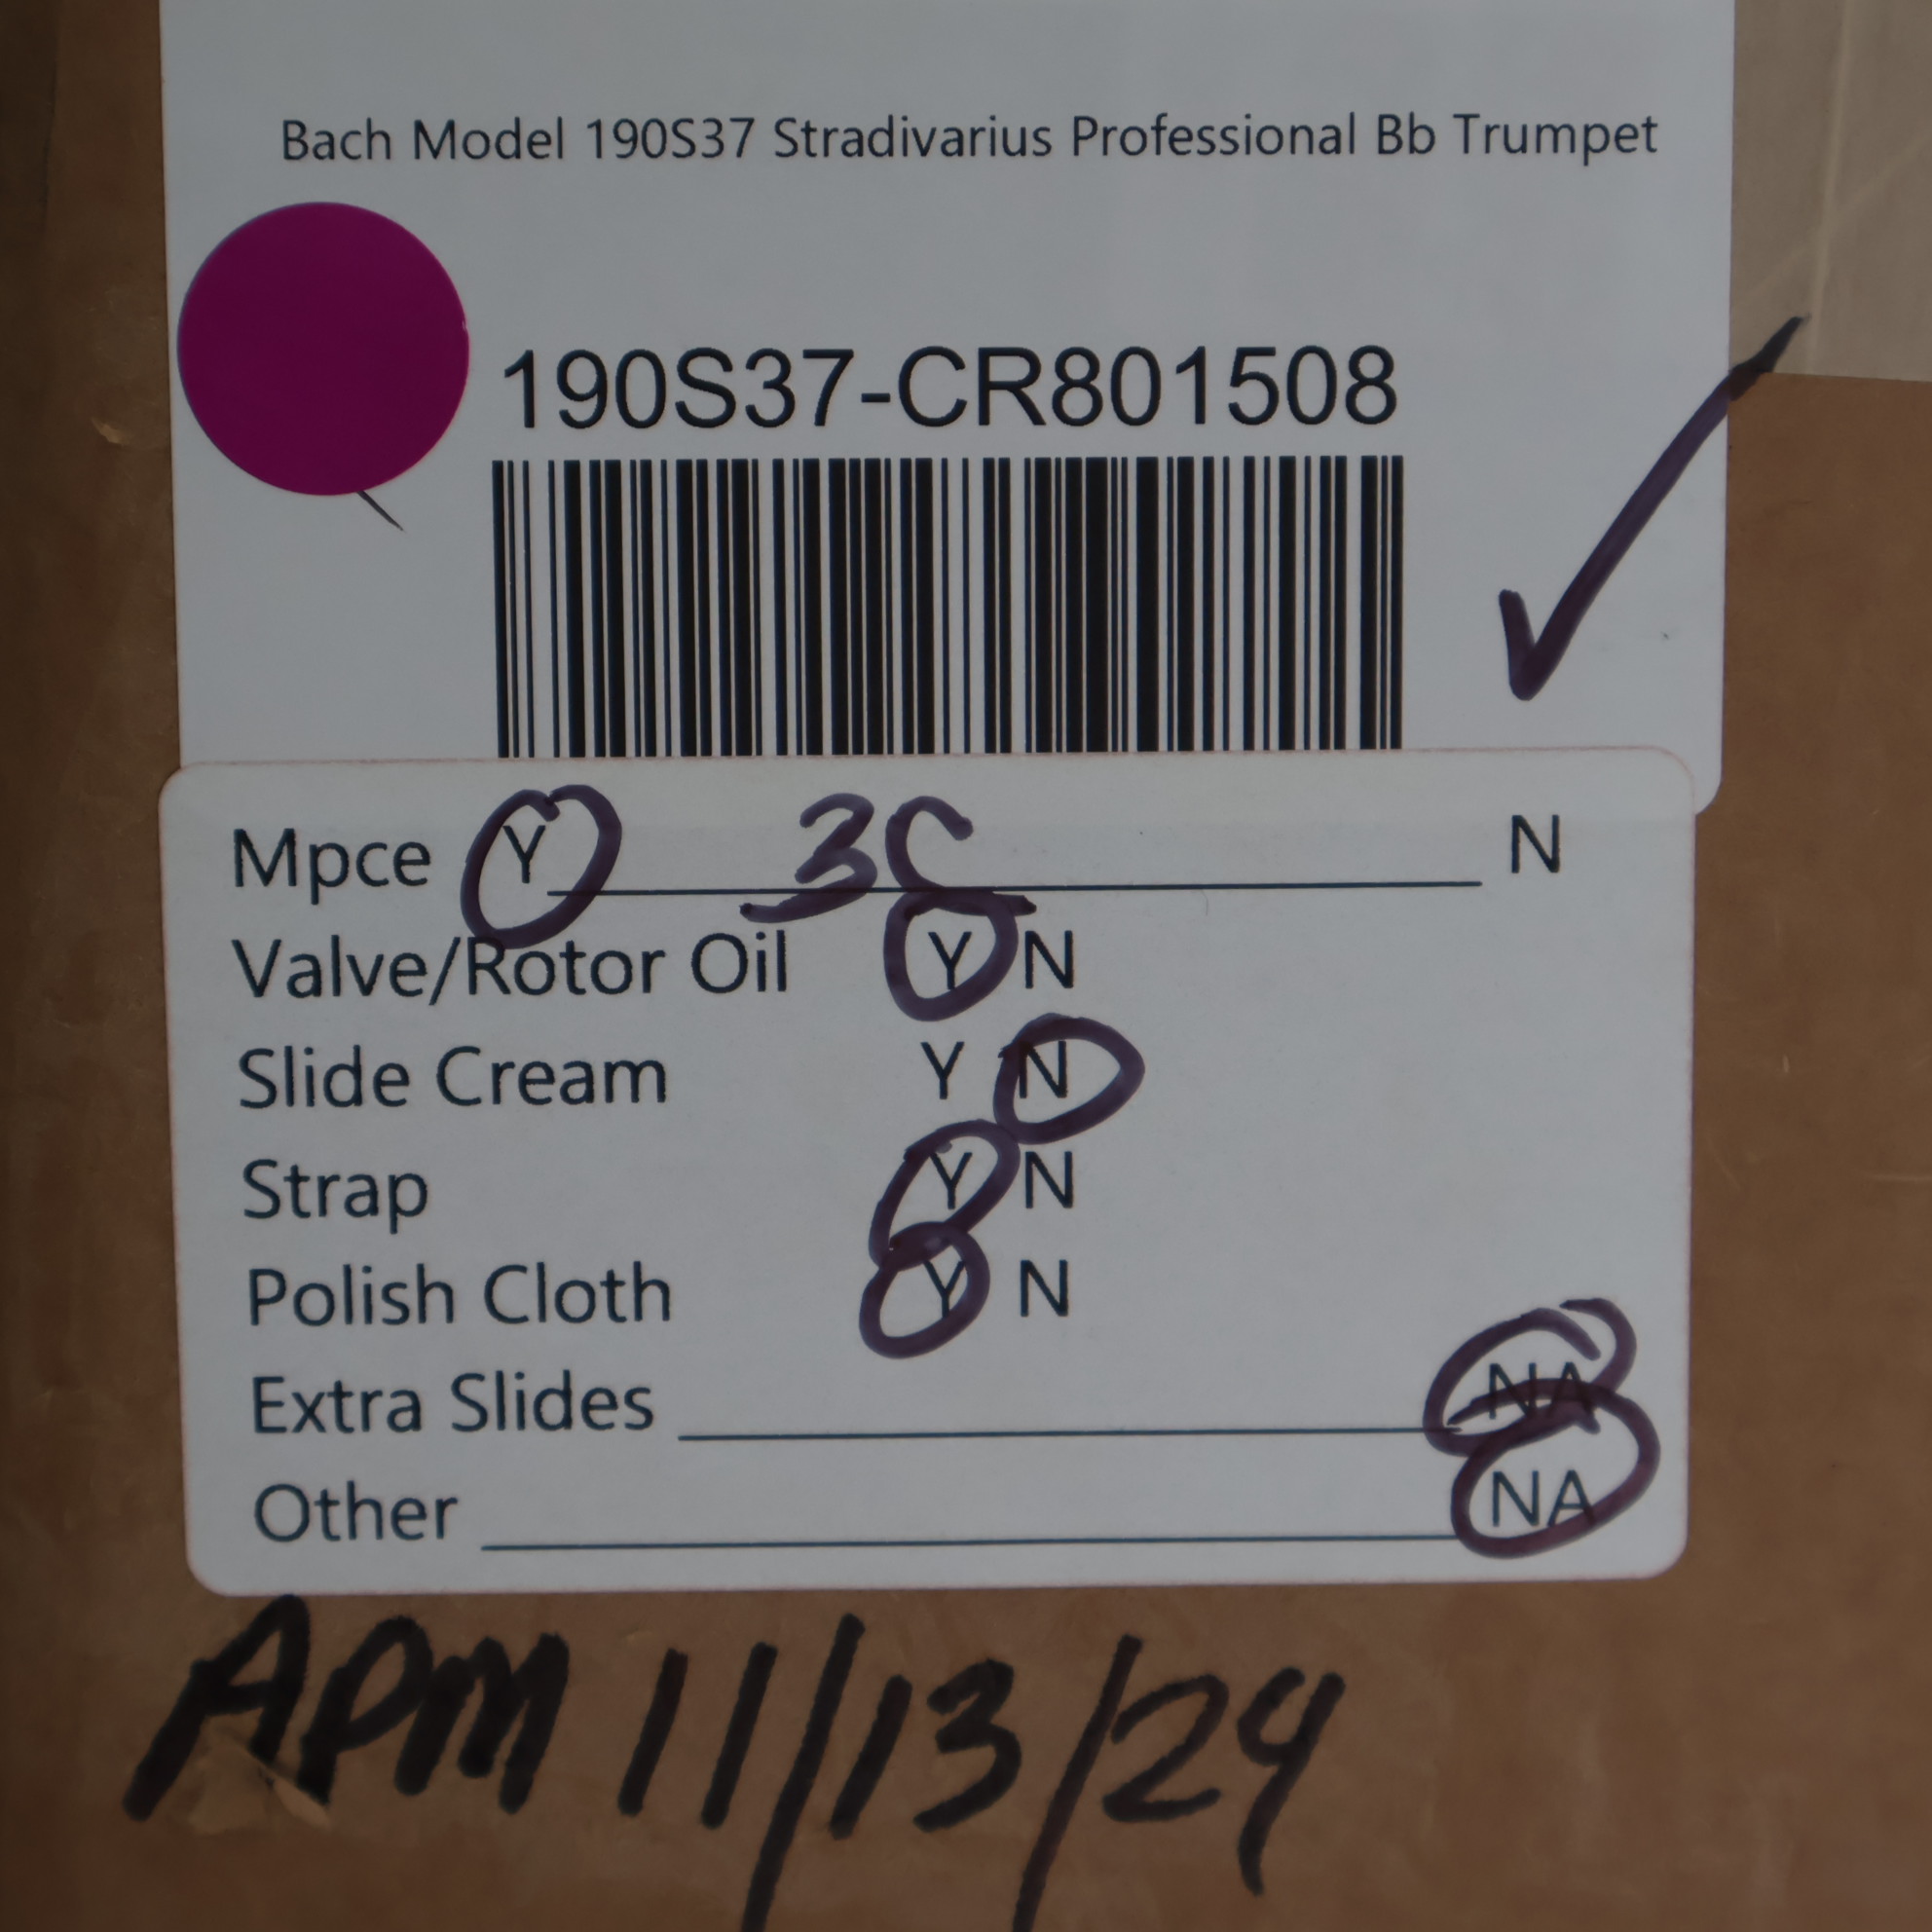 Bach Model 190S37 Stradivarius Professional Bb Trumpet
190S37-CR801508
Mpce Y 3C N
Valve/Rotor Oil Y N
Slide Cream Y N
Strap Y N
Polish Cloth Y N
Extra Slides NA
Other NA
APM 11/13/24